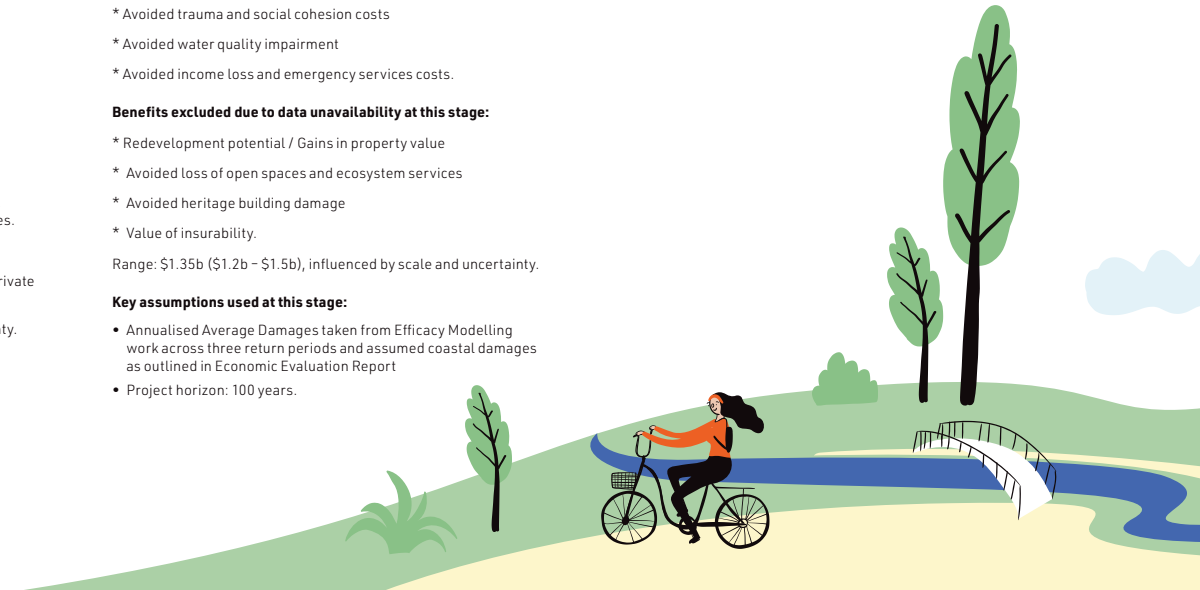 * Avoided trauma and social cohesion costs
* Avoided water quality impairment
* Avoided income loss and emergency services costs.
Benefits excluded due to data unavailability at this stage:
* Redevelopment potential / Gains in property value
* Avoided loss of open spaces and ecosystem services
* Avoided heritage building damage
* Value of insurability.
Range: $1.35b ($1.2b – $1.5b), influenced by scale and uncertainty.
Key assumptions used at this stage:
• Annualised Average Damages taken from Efficacy Modelling
work across three return periods and assumed coastal damages
as outlined in Economic Evaluation Report
• Project horizon: 100 years.